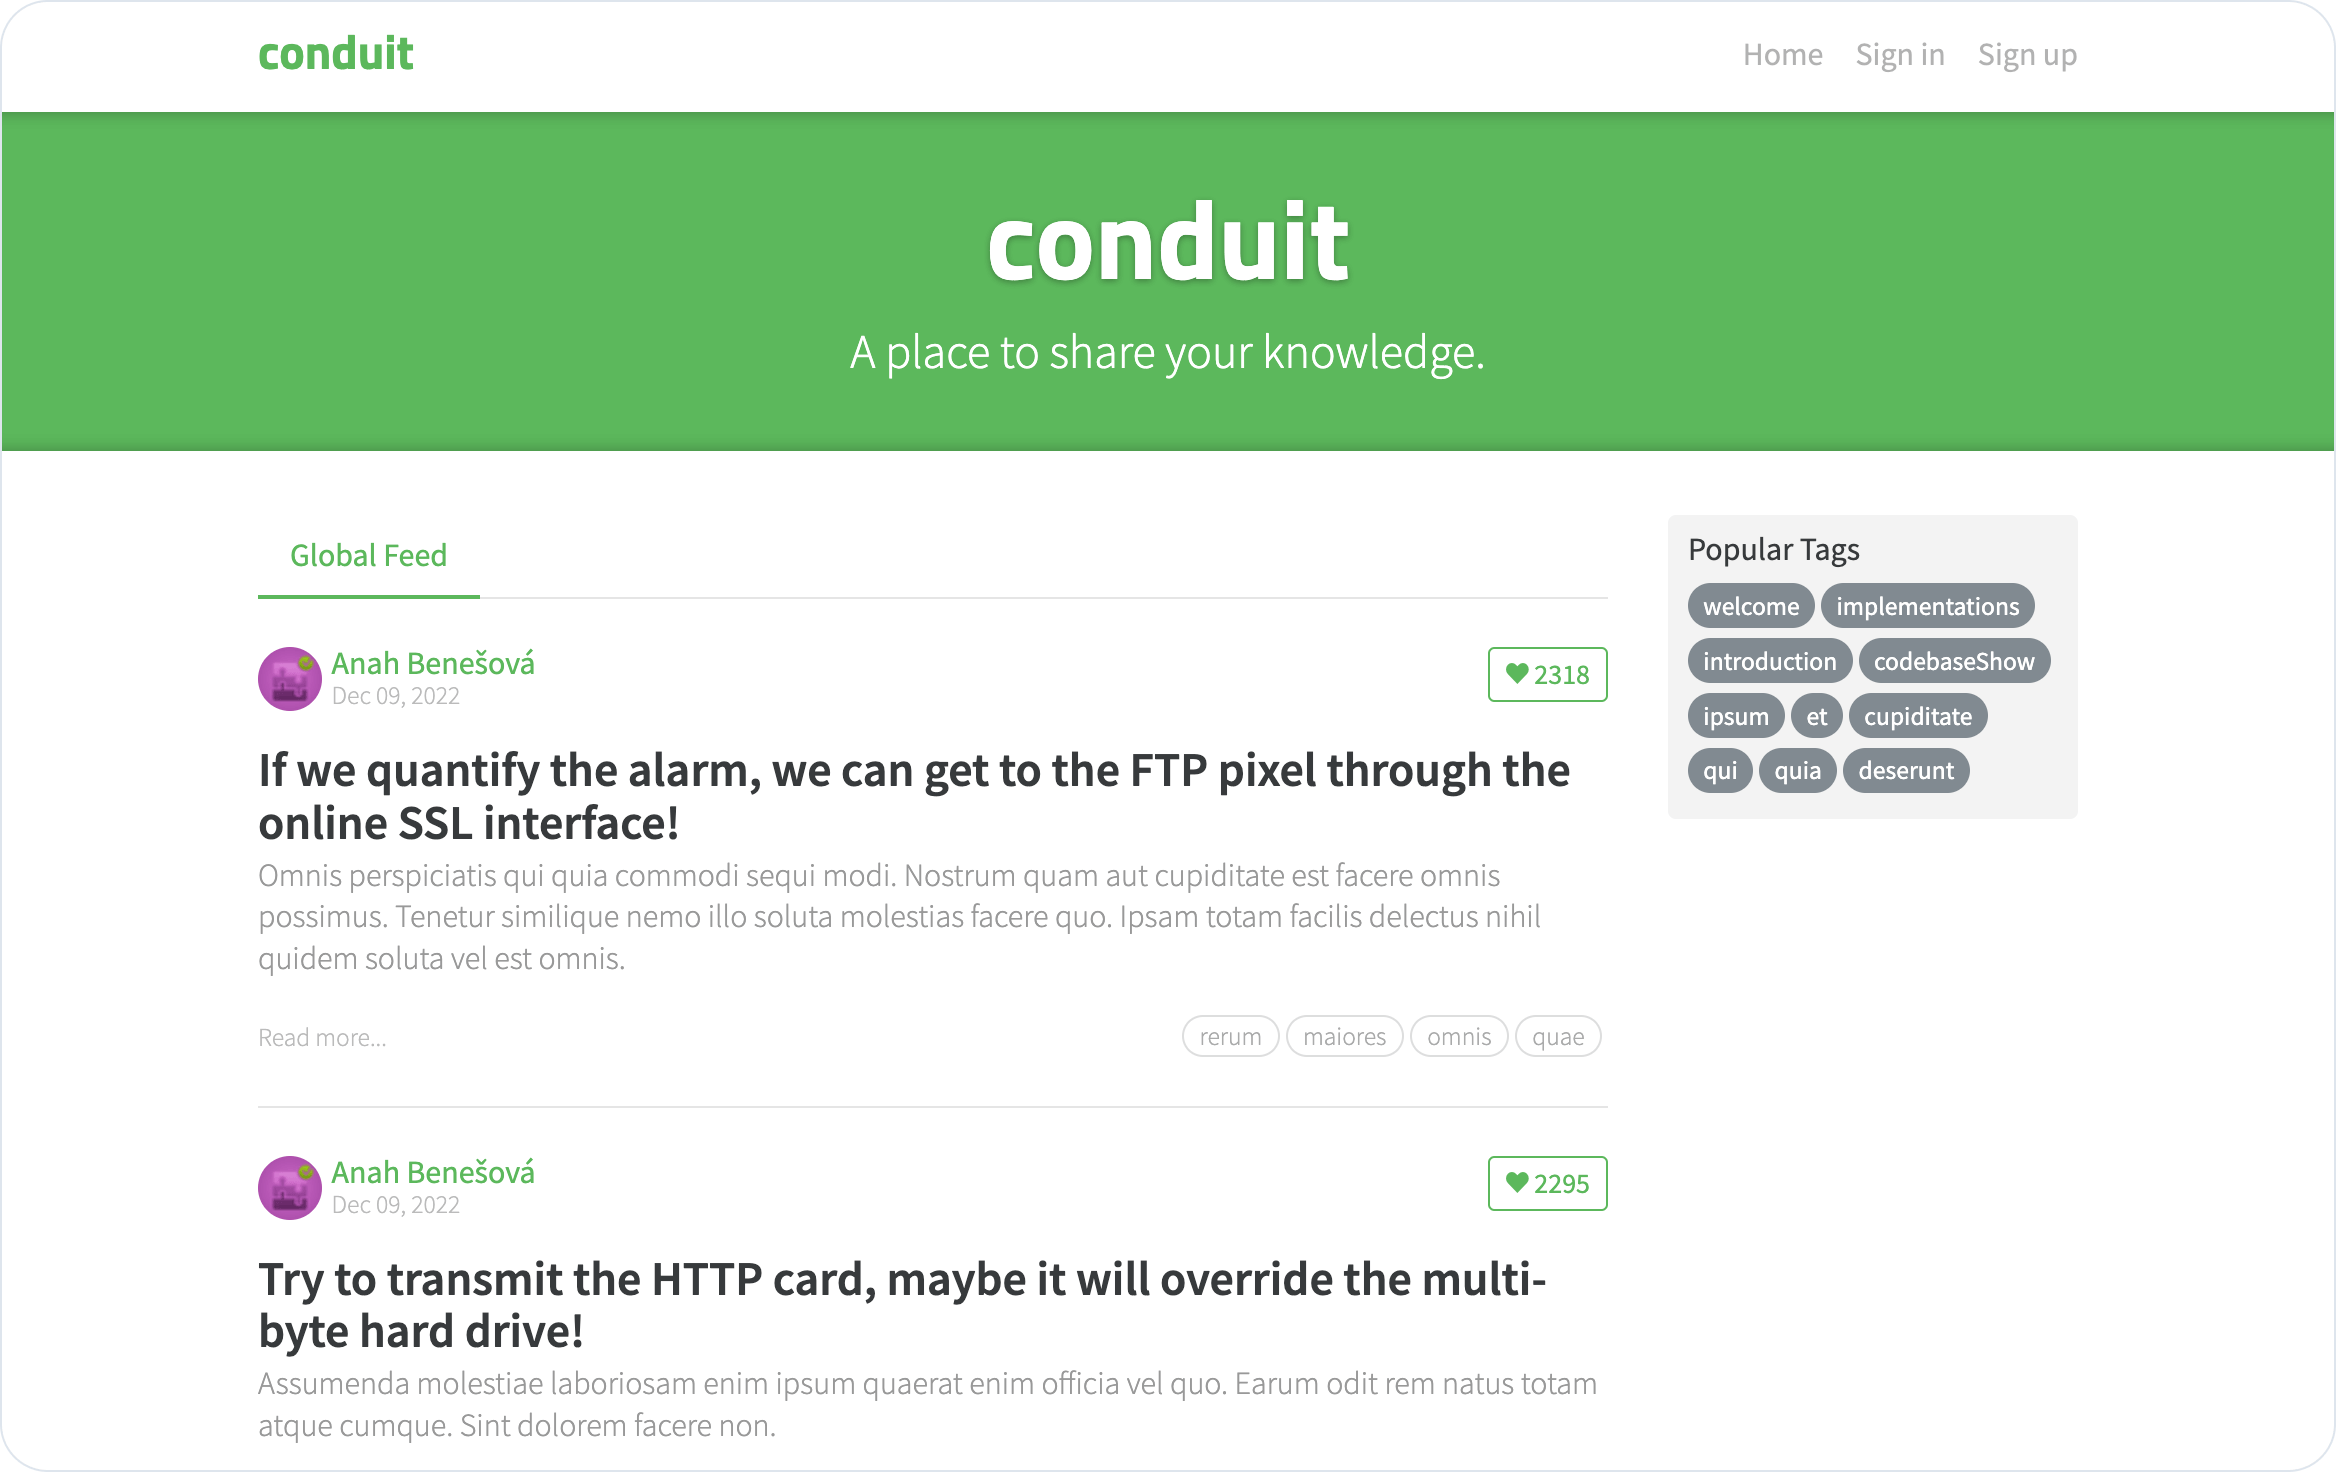 conduit
Home Sign in Sign up
conduit
A place to share your knowledge.
Global Feed
Anah Benešová
Dec 09, 2022
2318
If we quantify the alarm, we can get to the FTP pixel through the
online SSL interface!
Omnis perspiciatis qui quia commodi sequi modi. Nostrum quam aut cupiditate est facere omnis
possimus. Tenetur similique nemo illo soluta molestias facere quo. Ipsam totam facilis delectus nihil
quidem soluta vel est omnis.
Read more...
rerum maiores omnis quae
Anah Benešová
Dec 09, 2022
2295
Try to transmit the HTTP card, maybe it will override the multi-
byte hard drive!
Assumenda molestiae laboriosam enim ipsum quaerat enim officia vel quo. Earum odit rem natus totam
atque cumque. Sint dolorem facere non.
Popular Tags
welcome implementations
introduction codebaseShow
ipsum et cupiditate
qui quia deserunt